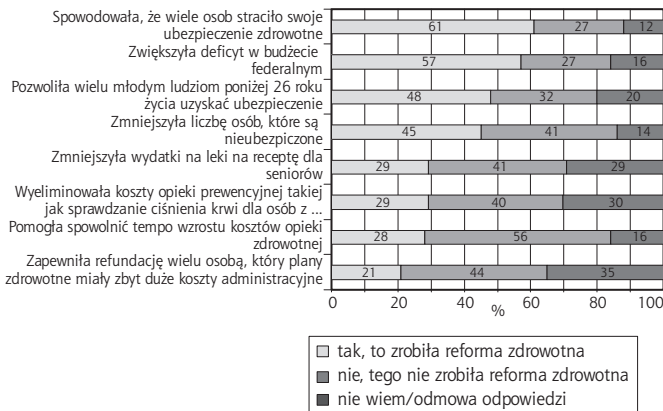 Spowodowała, że wiele osob straciło swoje
ubezpieczenie zdrowotne
61 27 12
Zwiększyła deficyt w budżecie
federalnym
57 27 16
Pozwoliła wielu młodym ludziom poniżej 26 roku
życia uzyskać ubezpieczenie
48 32 20
Zmniejszyła liczbę osób, które są
nieubezpiczone
45 41 14
Zmniejszyła wydatki na leki na receptę dla
seniorów
29 41 29
Wyeliminowała koszty opieki prewencyjnej takiej
jak sprawdzanie ciśnienia krwi dla osób z ...
29 40 30
Pomogła spowolnić tempo wzrostu kosztów opieki
zdrowotnej
28 56 16
Zapewniła refundację wielu osobą, który plany
zdrowotne miały zbyt duże koszty administracyjne
21 44 35
0 20 40 60 80 100
%
tak, to zrobiła reforma zdrowotna
nie, tego nie zrobiła reforma zdrowotna
nie wiem/odmowa odpowiedzi